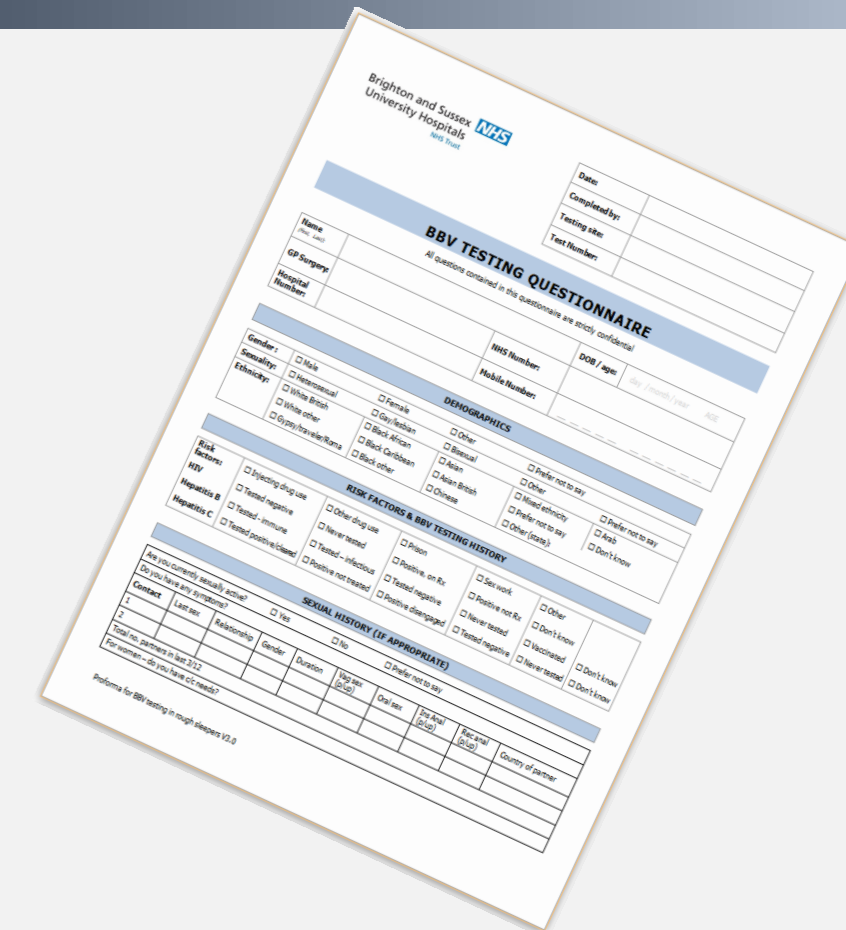 Brighton and Sussex NHS
University Hospitals
NHS Trust
Date:
Completed by:
Testing site:
Test Number:
BBV TESTING QUESTIONNAIRE
All questions contained in this questionnaire are strictly confidential
Name
(First, Last)
DOB / age: day / month / year AGE
GP Surgery:
NHS Number:
Hospital
Number:
Mobile Number:
DEMOGRAPHICS
Gender: ☐ Male ☐ Female ☐ Other ☐ Prefer not to say
Sexuality: ☐ Heterosexual ☐ Gay/lesbian ☐ Bisexual ☐ Other ☐ Prefer not to say
Ethnicity: ☐ White British ☐ Black African ☐ Asian ☐ Mixed ethnicity ☐ Arab
☐ White other ☐ Black Caribbean ☐ Asian British ☐ Prefer not to say ☐ Don't know
☐ Gypsy/traveler/Roma ☐ Black other ☐ Chinese ☐ Other (state):
RISK FACTORS & BBV TESTING HISTORY
Risk
factors: ☐ Injecting drug use ☐ Other drug use ☐ Prison ☐ Sex work ☐ Other
HIV ☐ Tested negative ☐ Never tested ☐ Positive, on Rx ☐ Positive not Rx ☐ Don't know
Hepatitis B ☐ Tested - immune ☐ Tested – infectious ☐ Tested negative ☐ Never tested ☐ Vaccinated ☐ Don't know
Hepatitis C ☐ Tested positive/cleared ☐ Positive not treated ☐ Positive disengaged ☐ Tested negative ☐ Never tested ☐ Don't know
SEXUAL HISTORY (IF APPROPRIATE)
Are you currently sexually active? ☐ Yes ☐ No ☐ Prefer not to say
Do you have any symptoms?
Contact Last sex Relationship Gender Duration Vag sex (p/up) Oral sex Ins Anal (p/up) Rec anal (p/up) Country of partner
1
2
Total no. partners in last 3/12
For women – do you have c/c needs?
Proforma for BBV testing in rough sleepers V3.0